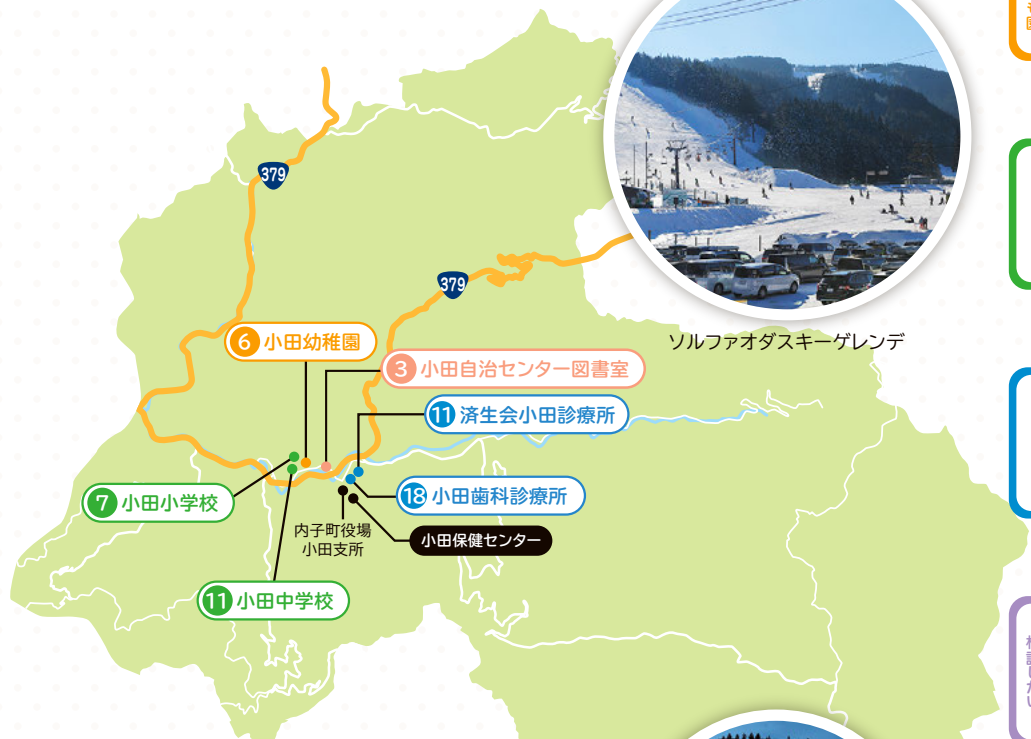 379
379
ソルファオダスキーゲレンデ
6 小田幼稚園
3 小田自治センター図書室
11 済生会小田診療所
7 小田小学校
18 小田歯科診療所
内子町役場
小田支所
小田保健センター
11 小田中学校